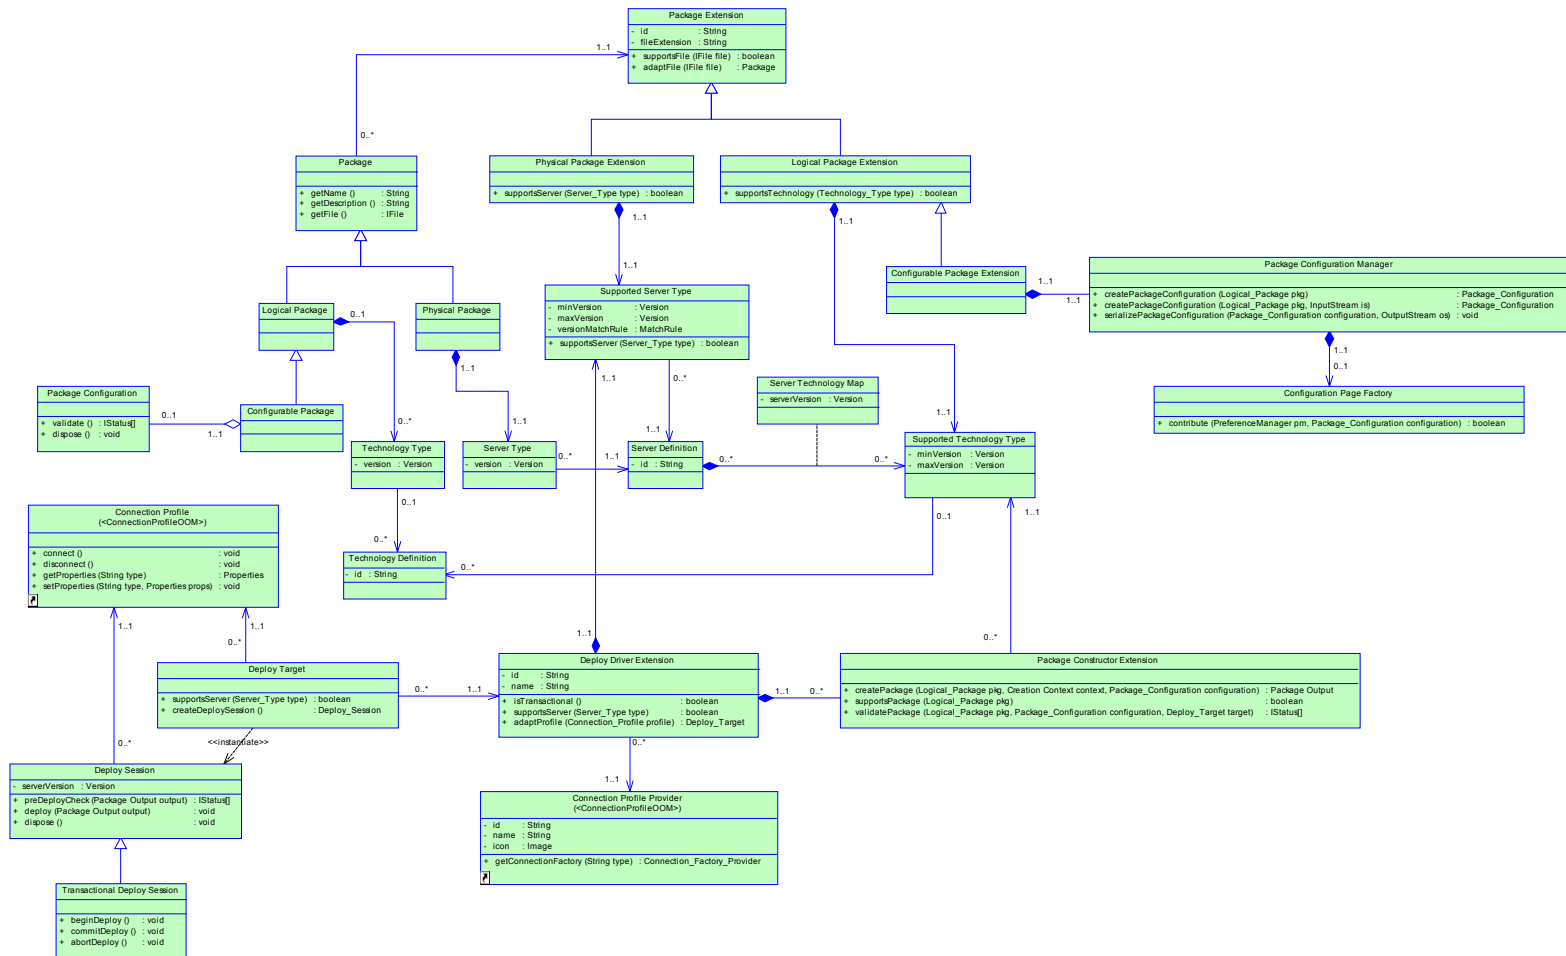 Package Extension
- id : String
- fileExtension : String
+ supportsFile (IFile file) : boolean
+ adaptFile (IFile file) : Package
1..1
0..*
Package
+ getName () : String
+ getDescription () : String
+ getFile () : IFile
Physical Package Extension
+ supportsServer (Server_Type type) : boolean
1..1
1..1
Logical Package Extension
+ supportsTechnology (Technology_Type type) : boolean
1..1
1..1
Configurable Package Extension
1..1
1..1
Package Configuration Manager
+ createPackageConfiguration (Logical_Package pkg) : Package_Configuration
+ createPackageConfiguration (Logical_Package pkg, InputStream is) : Package_Configuration
+ serializePackageConfiguration (Package_Configuration configuration, OutputStream os) : void
1..1
0..1
Configuration Page Factory
+ contribute (PreferenceManager pm, Package_Configuration configuration) : boolean
Supported Server Type
- minVersion : Version
- maxVersion : Version
- versionMatchRule : MatchRule
+ supportsServer (Server_Type type) : boolean
1..1
0..*
1..1
Logical Package
0..1
0..*
Physical Package
1..1
1..1
Package Configuration
+ validate () : IStatus[]
+ dispose () : void
0..1
1..1
Configurable Package
Server Technology Map
- serverVersion : Version
Technology Type
- version : Version
0..1
0..*
Server Type
- version : Version
0..*
1..1
Server Definition
- id : String
0..*
0..*
Supported Technology Type
- minVersion : Version
- maxVersion : Version
0..1
0..*
1..1
0..*
Technology Definition
- id : String
Connection Profile
(<ConnectionProfileOOM>)
+ connect () : void
+ disconnect () : void
+ getProperties (String type) : Properties
+ setProperties (String type, Properties props) : void
1..1
0..*
1..1
0..*
Deploy Target
+ supportsServer (Server_Type type) : boolean
+ createDeploySession () : Deploy_Session
0..*
1..1
<<instantiate>>
Deploy Driver Extension
- id : String
- name : String
+ isTransactional () : boolean
+ supportsServer (Server_Type type) : boolean
+ adaptProfile (Connection_Profile profile) : Deploy_Target
1..1
1..1
0..*
0..*
1..1
Package Constructor Extension
+ createPackage (Logical_Package pkg, Creation Context context, Package_Configuration configuration) : Package Output
+ supportsPackage (Logical_Package pkg) : boolean
+ validatePackage (Logical_Package pkg, Package_Configuration configuration, Deploy_Target target) : IStatus[]
Deploy Session
- serverVersion : Version
+ preDeployCheck (Package Output output) : IStatus[]
+ deploy (Package Output output) : void
+ dispose () : void
Connection Profile Provider
(<ConnectionProfileOOM>)
- id : String
- name : String
- icon : Image
+ getConnectionFactory (String type) : Connection_Factory_Provider
Transactional Deploy Session
+ beginDeploy () : void
+ commitDeploy () : void
+ abortDeploy () : void